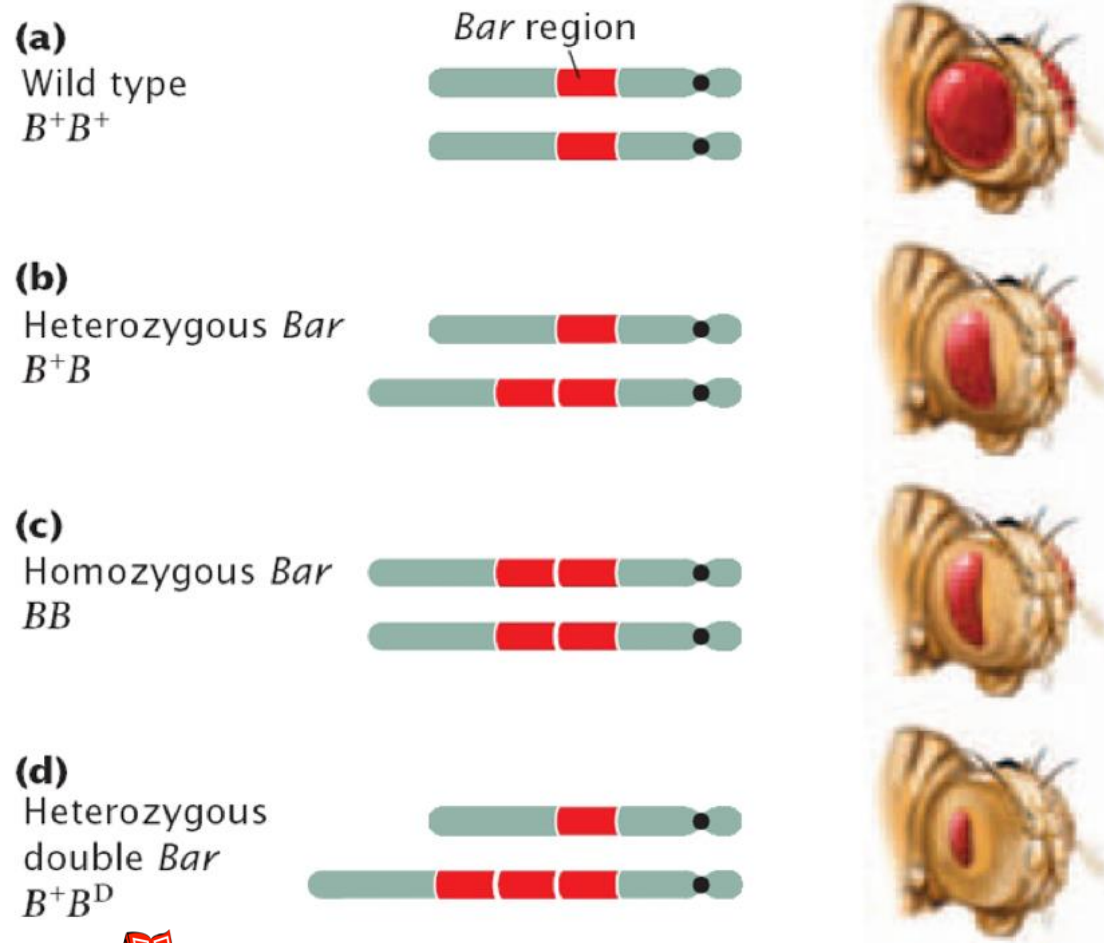 (a)
Bar region
Wild type
B⁺B⁺
(b)
Heterozygous Bar
B⁺B
(c)
Homozygous Bar
BB
(d)
Heterozygous
double Bar
B⁺Bᴰ